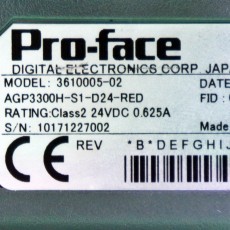 Pro-face
DIGITAL ELECTRONICS CORP. JAPA
MODEL: 3610005-02 DATE
AGP3300H-S1-D24-RED FID :
RATING:Class2 24VDC 0.625A
S/N: 10171227002 Made
CE REV *B*DEFGHIJ